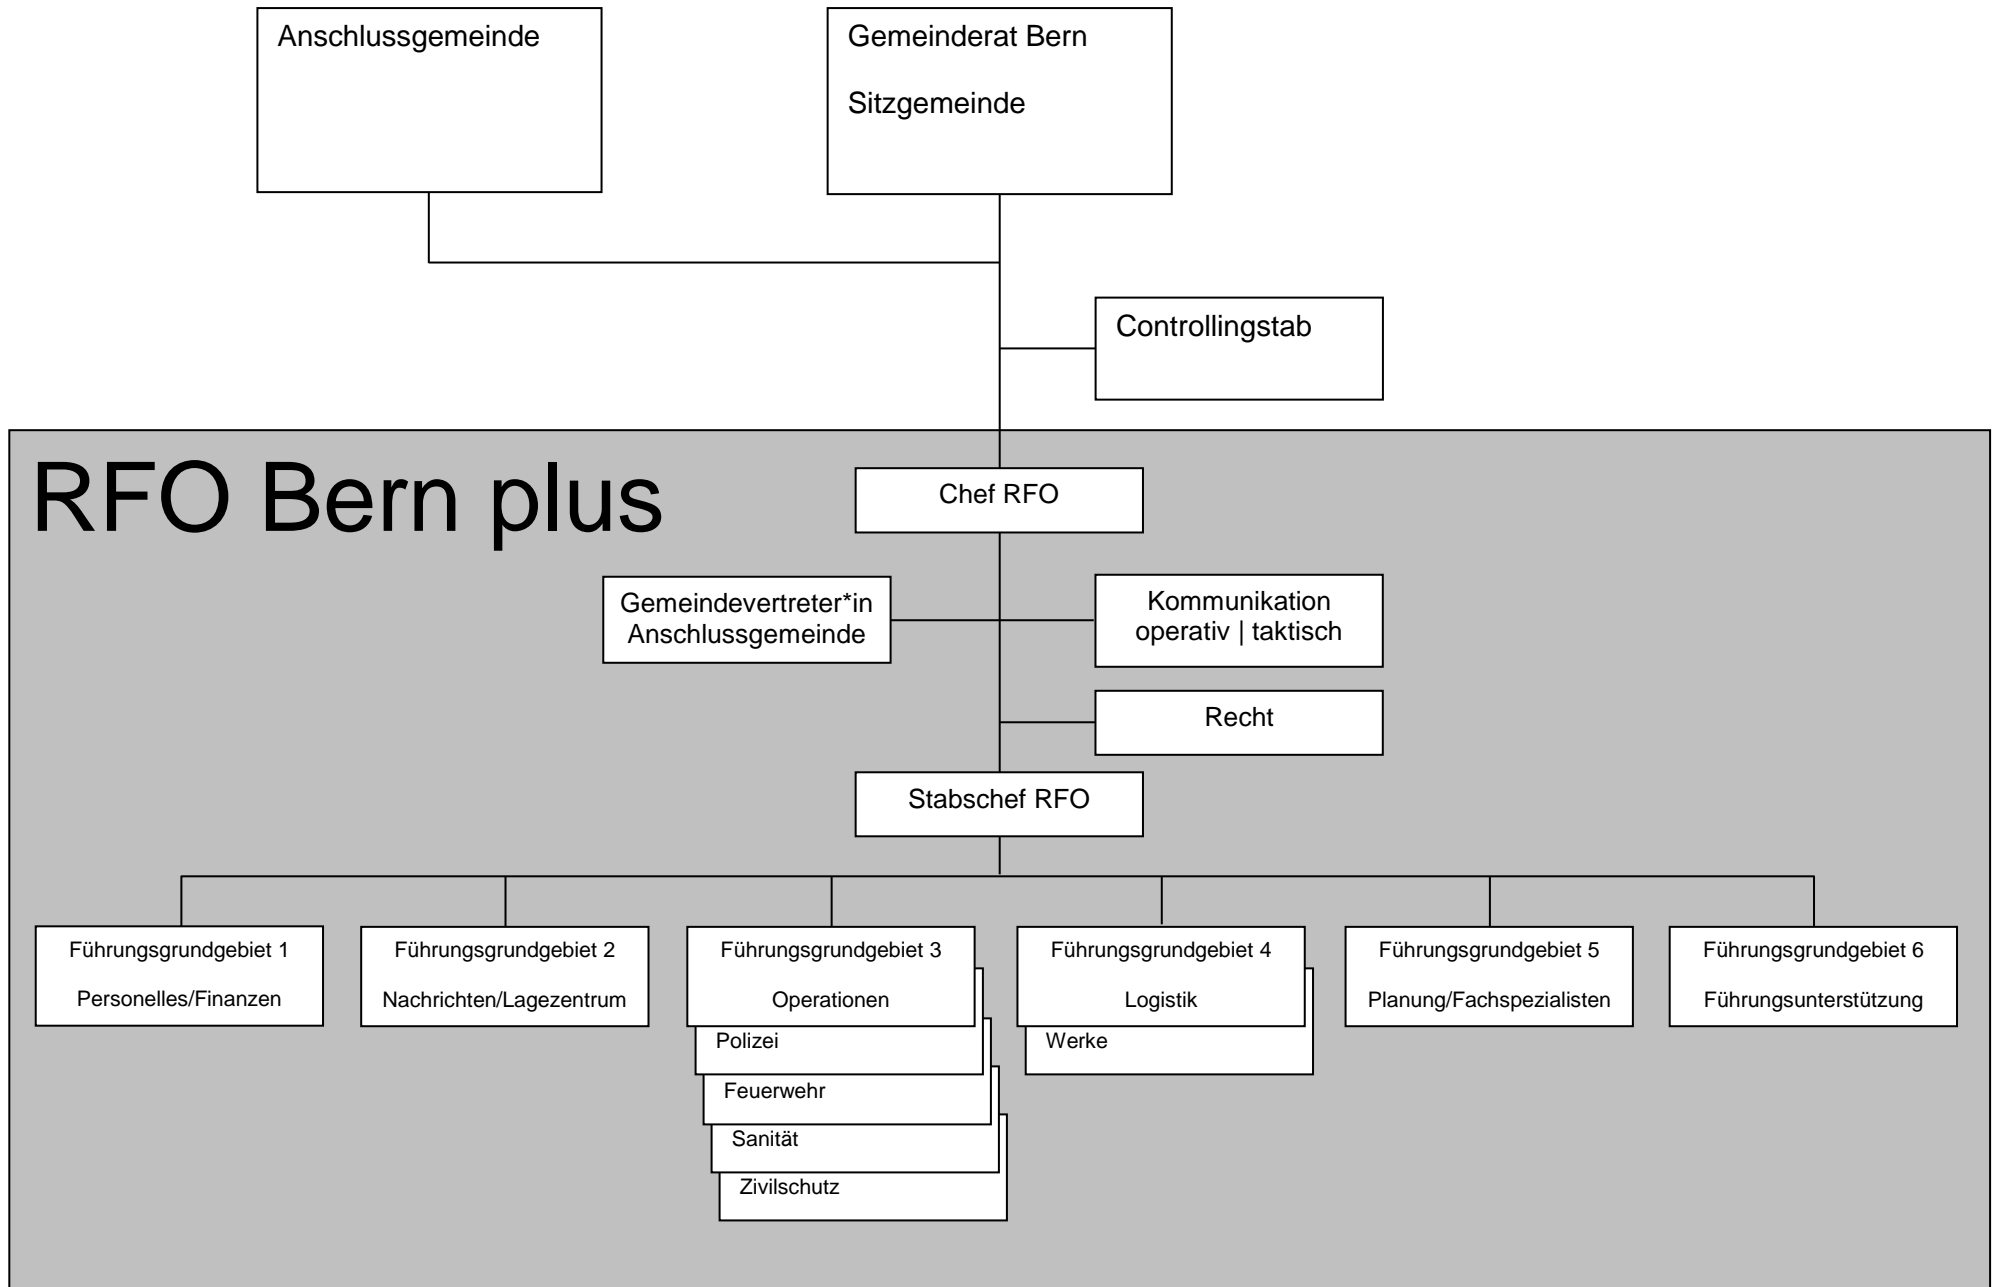 Anschlussgemeinde
Gemeinderat Bern
Sitzgemeinde
Controllingstab
RFO Bern plus
Chef RFO
Gemeindevertreter*in
Anschlussgemeinde
Kommunikation
operativ | taktisch
Recht
Stabschef RFO
Führungsgrundgebiet 1
Personelles/Finanzen
Führungsgrundgebiet 2
Nachrichten/Lagezentrum
Führungsgrundgebiet 3
Operationen
Polizei
Feuerwehr
Sanität
Zivilschutz
Führungsgrundgebiet 4
Logistik
Werke
Führungsgrundgebiet 5
Planung/Fachspezialisten
Führungsgrundgebiet 6
Führungsunterstützung